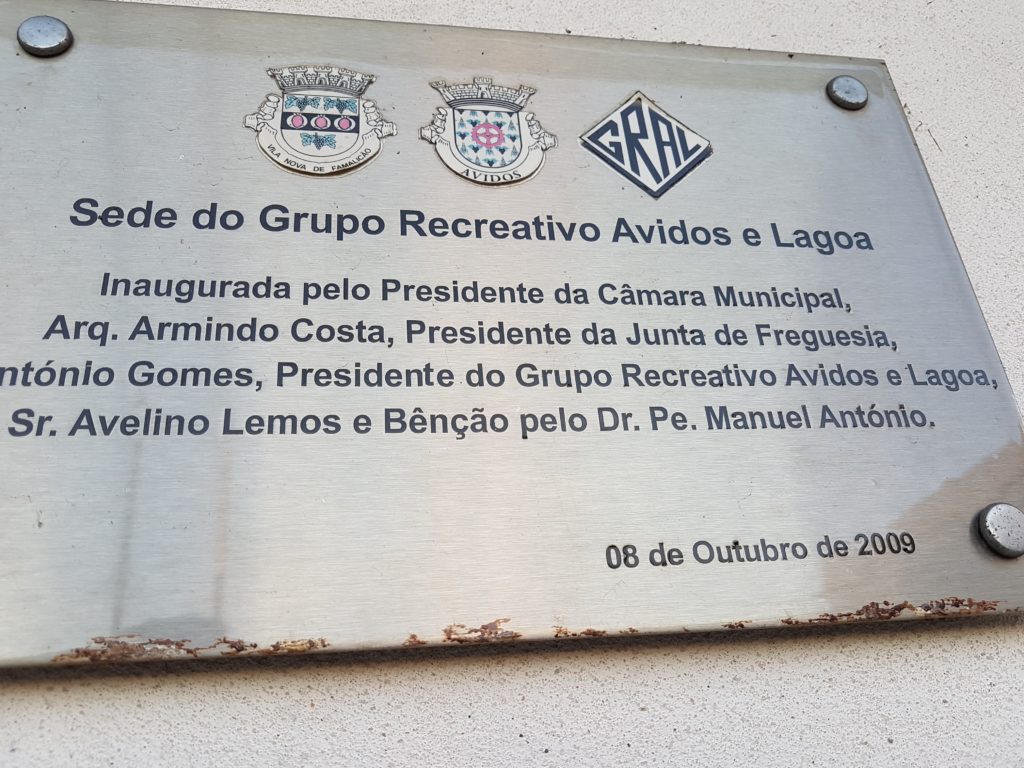 VILA NOVA DE FAMALICÃO
AVIDOS
GRAL
Sede do Grupo Recreativo Avidos e Lagoa
Inaugurada pelo Presidente da Câmara Municipal,
Arq. Armindo Costa, Presidente da Junta de Freguesia,
ntónio Gomes, Presidente do Grupo Recreativo Avidos e Lagoa,
Sr. Avelino Lemos e Bênção pelo Dr. Pe. Manuel António.
08 de Outubro de 2009